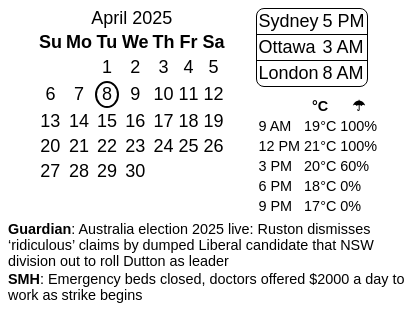 April 2025
Su Mo Tu We Th Fr Sa
1 2 3 4 5
6 7 8 9 10 11 12
13 14 15 16 17 18 19
20 21 22 23 24 25 26
27 28 29 30
Sydney 5 PM
Ottawa 3 AM
London 8 AM
°C ☂
9 AM 19°C 100%
12 PM 21°C 100%
3 PM 20°C 60%
6 PM 18°C 0%
9 PM 17°C 0%
Guardian: Australia election 2025 live: Ruston dismisses
‘ridiculous’ claims by dumped Liberal candidate that NSW
division out to roll Dutton as leader
SMH: Emergency beds closed, doctors offered $2000 a day to
work as strike begins